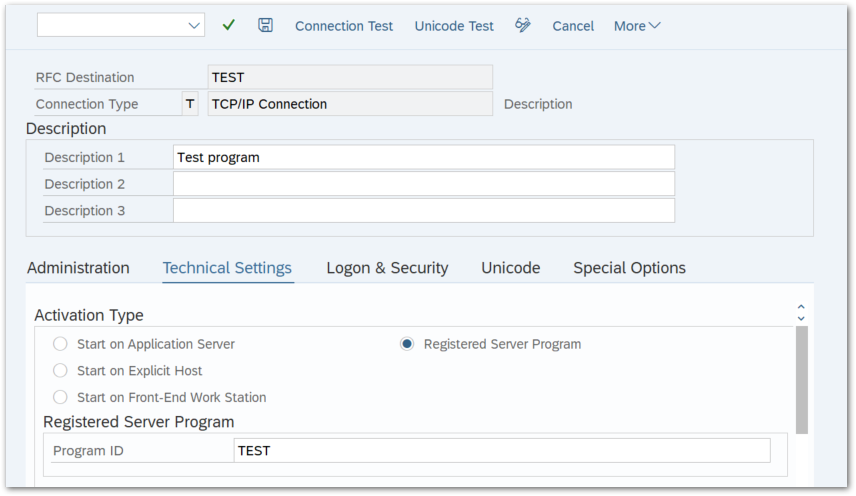 Connection Test Unicode Test Cancel More
RFC Destination TEST
Connection Type T TCP/IP Connection Description
Description
Description 1 Test program
Description 2
Description 3
Administration Technical Settings Logon & Security Unicode Special Options
Activation Type
Start on Application Server Registered Server Program
Start on Explicit Host
Start on Front-End Work Station
Registered Server Program
Program ID TEST